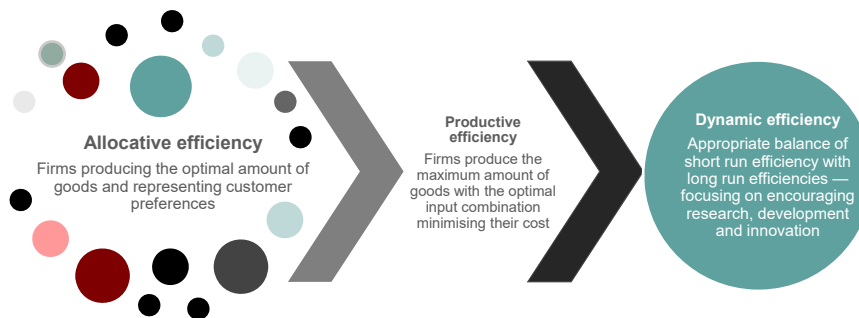 Allocative efficiency
Firms producing the optimal amount of
goods and representing customer
preferences
Productive
efficiency
Firms produce the
maximum amount of
goods with the optimal
input combination
minimising their cost
Dynamic efficiency
Appropriate balance of
short run efficiency with
long run efficiencies —
focusing on encouraging
research, development
and innovation